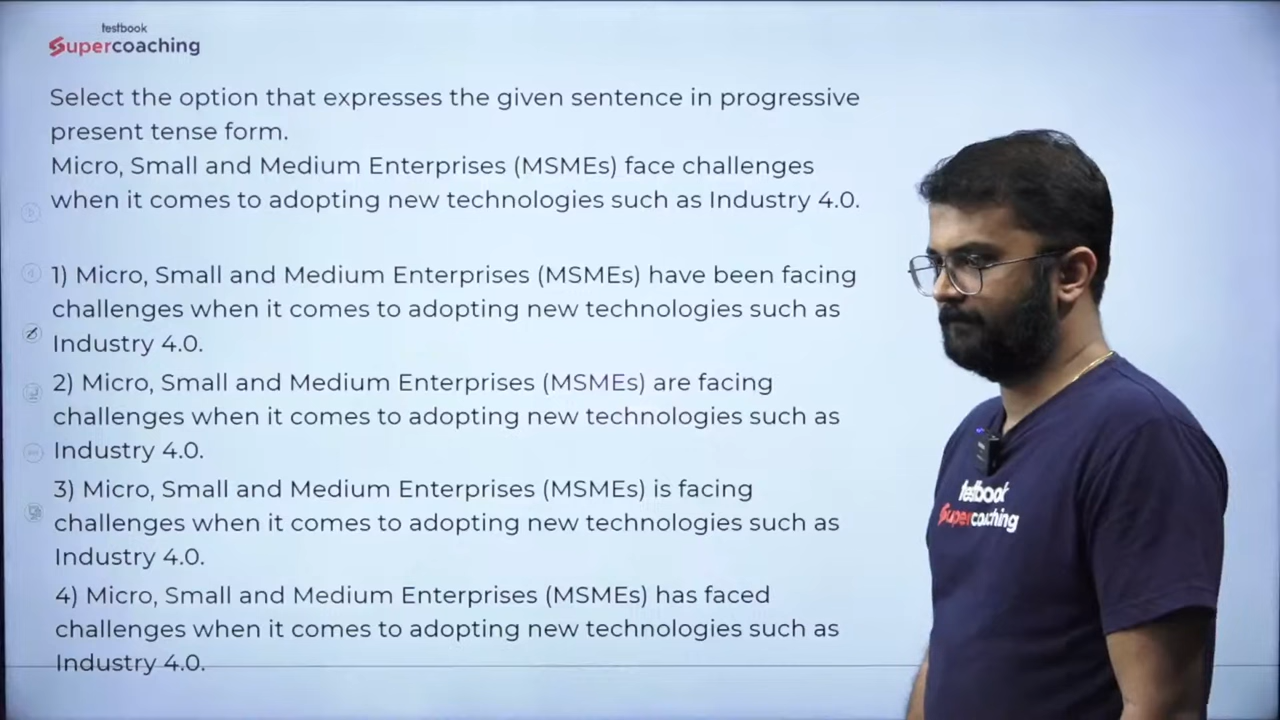 testbook
Supercoaching
Select the option that expresses the given sentence in progressive
present tense form.
Micro, Small and Medium Enterprises (MSMEs) face challenges
when it comes to adopting new technologies such as Industry 4.0.
1) Micro, Small and Medium Enterprises (MSMEs) have been facing
challenges when it comes to adopting new technologies such as
Industry 4.0.
2) Micro, Small and Medium Enterprises (MSMEs) are facing
challenges when it comes to adopting new technologies such as
Industry 4.0.
3) Micro, Small and Medium Enterprises (MSMEs) is facing
challenges when it comes to adopting new technologies such as
Industry 4.0.
4) Micro, Small and Medium Enterprises (MSMEs) has faced
challenges when it comes to adopting new technologies such as
Industry 4.0.
testbook
Supercoaching